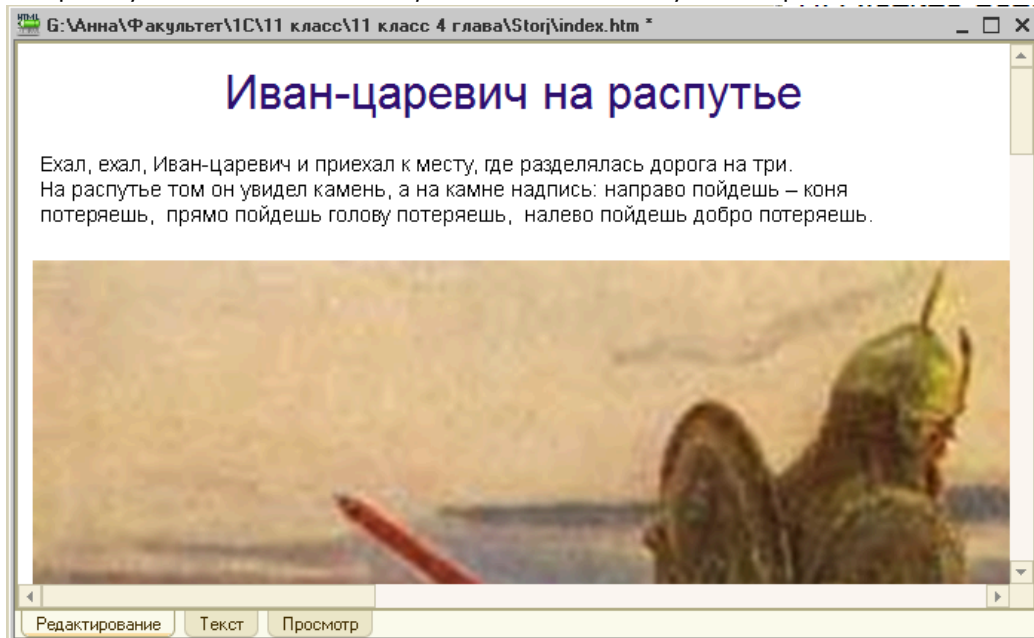 G:\Анна\Факультет\1С\11 класс\11 класс 4 глава\Storj\index.htm *
Иван-царевич на распутье
Ехал, ехал, Иван-царевич и приехал к месту, где разделялась дорога на три.
На распутье том он увидел камень, а на камне надпись: направо пойдешь – коня
потеряешь, прямо пойдешь голову потеряешь, налево пойдешь добро потеряешь.
Редактирование Текст Просмотр